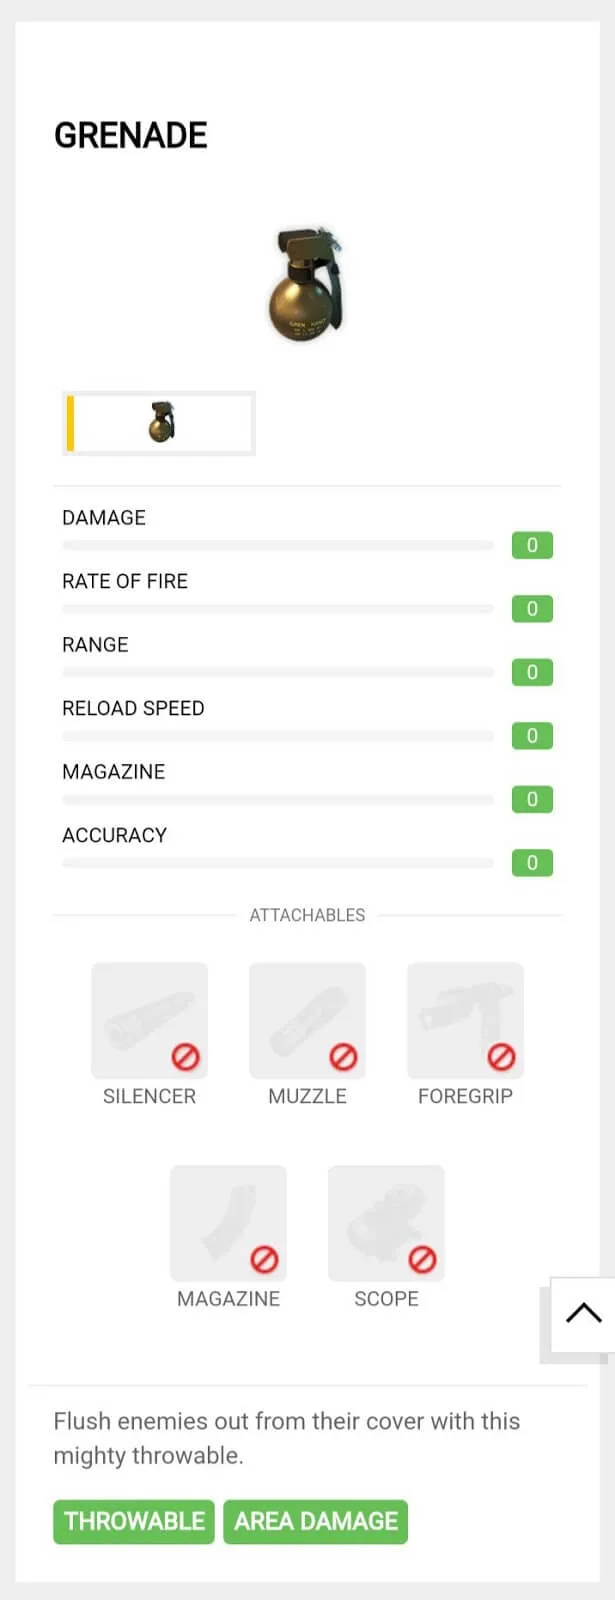 GRENADE
DAMAGE
0
RATE OF FIRE
0
RANGE
0
RELOAD SPEED
0
MAGAZINE
0
ACCURACY
0
ATTACHABLES
SILENCER MUZZLE FOREGRIP
MAGAZINE SCOPE
Flush enemies out from their cover with this
mighty throwable.
THROWABLE AREA DAMAGE